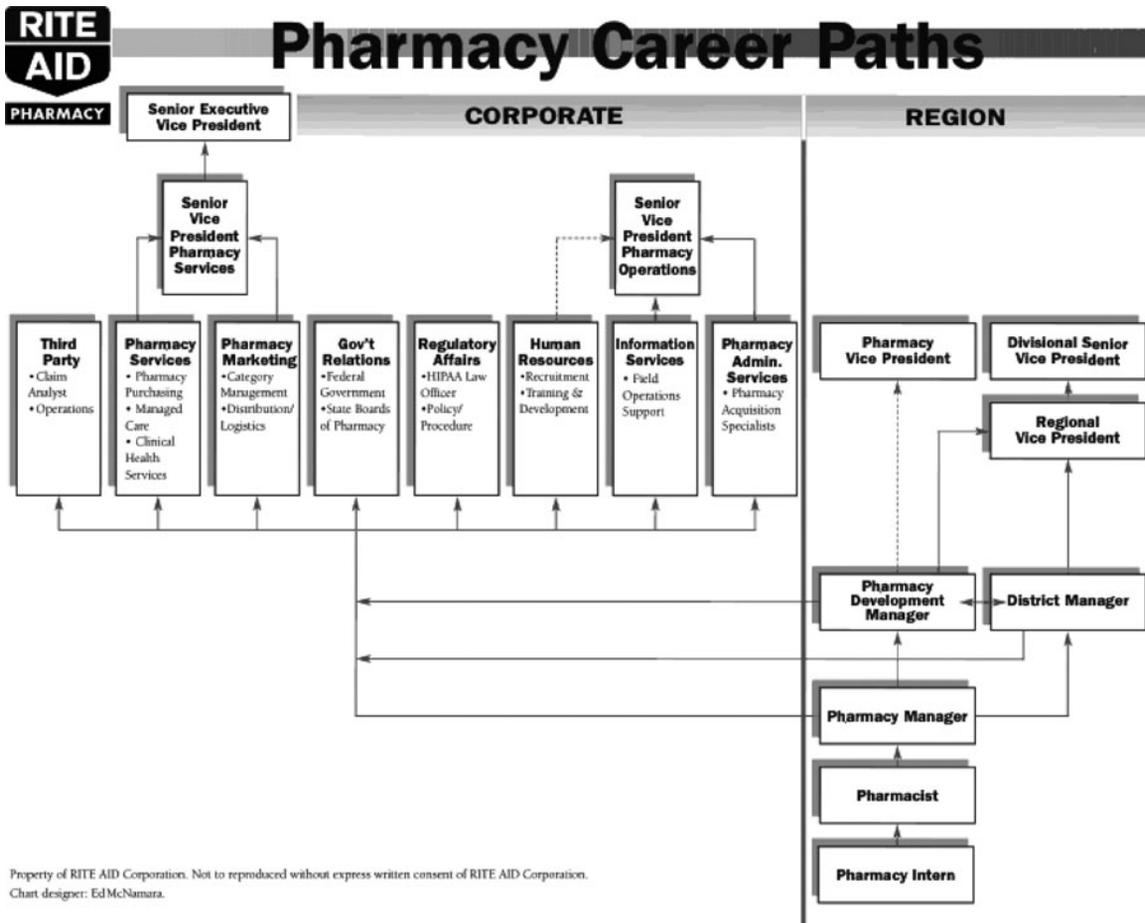 RITE
AID
PHARMACY
Pharmacy Career Paths
CORPORATE
REGION
Senior Executive
Vice President
Senior
Vice
President
Pharmacy
Services
Senior
Vice
President
Pharmacy
Operations
Third
Party
• Claim
Analyst
• Operations
Pharmacy
Services
• Pharmacy
Purchasing
• Managed
Care
• Clinical
Health
Services
Pharmacy
Marketing
•Category
Management
•Distribution/
Logistics
Gov't
Relations
•Federal
Government
•State Boards
of Pharmacy
Regulatory
Affairs
•HIPAA Law
Officer
•Policy/
Procedure
Human
Resources
•Recruitment
•Training &
Development
Information
Services
• Field
Operations
Support
Pharmacy
Admin.
Services
• Pharmacy
Acquisition
Specialists
Pharmacy
Vice President
Divisional Senior
Vice President
Regional
Vice President
Pharmacy
Development
Manager
District Manager
Pharmacy Manager
Pharmacist
Pharmacy Intern
Property of RITE AID Corporation. Not to reproduced without express written consent of RITE AID Corporation.
Chart designer: Ed McNamara.